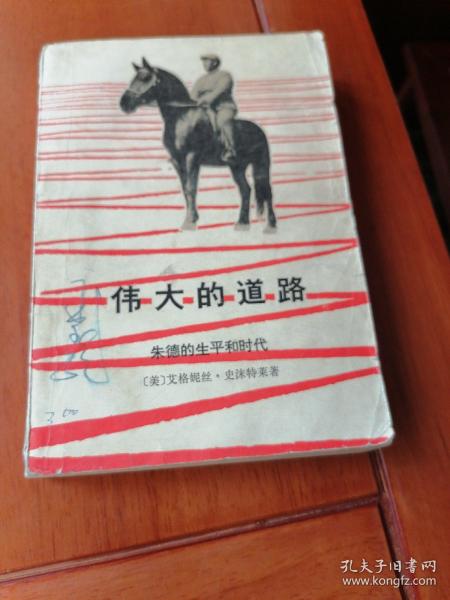 伟大的道路
朱德的生平和时代
〔美〕艾格妮丝·史沫特莱著
孔夫子旧书网
www.kongfz.com